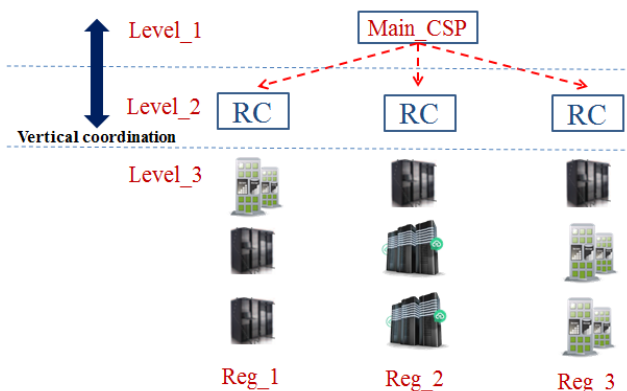 Level_1
Main_CSP
Level_2
RC
RC
RC
Vertical coordination
Level_3
Reg_1
Reg_2
Reg_3